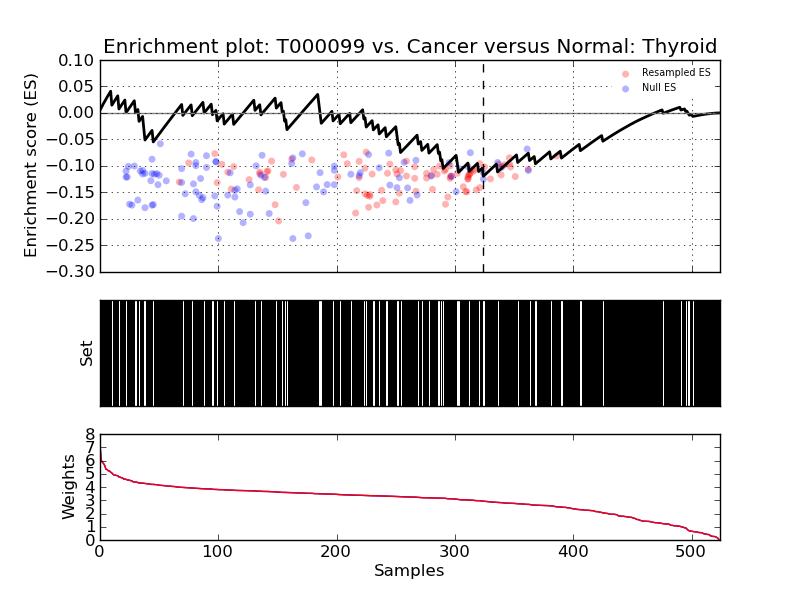 Enrichment plot: T000099 vs. Cancer versus Normal: Thyroid
Enrichment score (ES)
0.10
0.05
0.00
−0.05
−0.10
−0.15
−0.20
−0.25
−0.30
Resampled ES
Null ES
Set
Weights
8
7
6
5
4
3
2
1
0
0 100 200 300 400 500
Samples